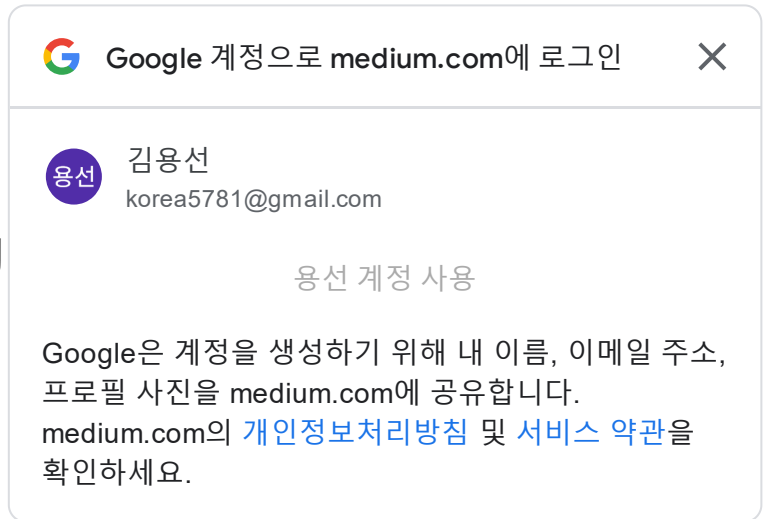 Google 계정으로 medium.com에 로그인
용선
김용선
korea5781@gmail.com
용선 계정 사용
Google은 계정을 생성하기 위해 내 이름, 이메일 주소,
프로필 사진을 medium.com에 공유합니다.
medium.com의 개인정보처리방침 및 서비스 약관을
확인하세요.